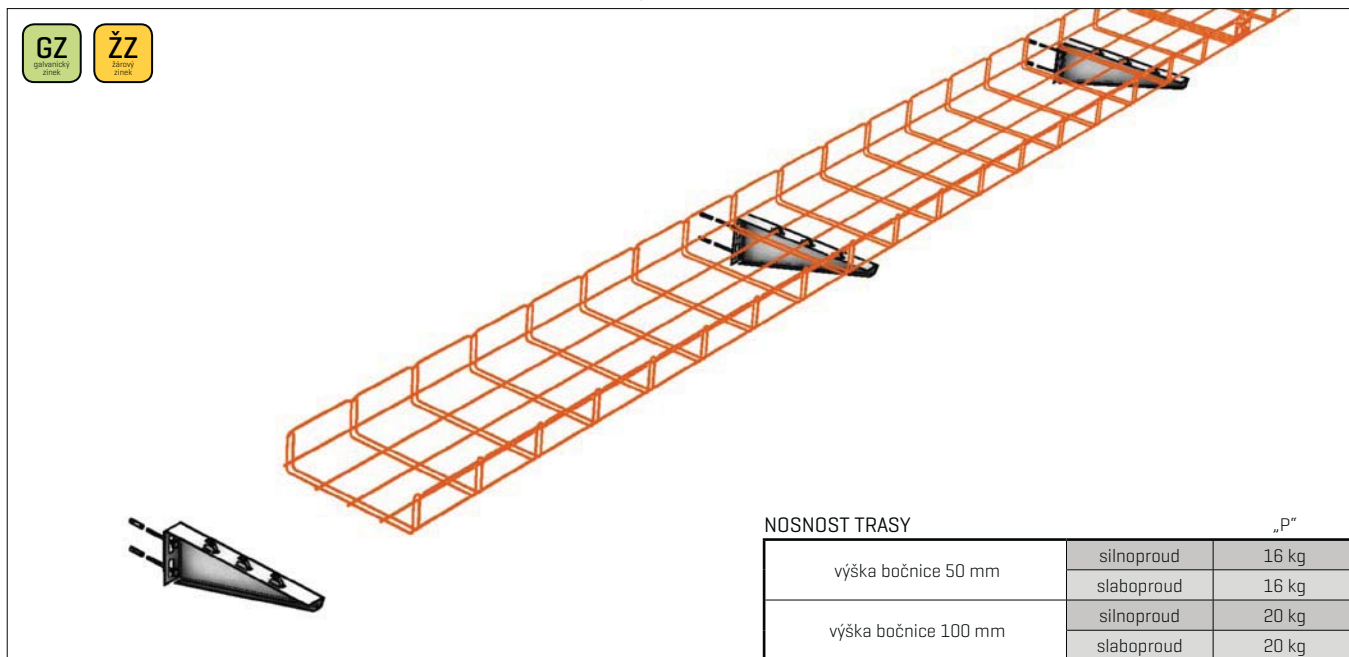 GZ
galvanický
zinek
ŽZ
žárový
zinek
NOSNOST TRASY „P“
výška bočnice 50 mm
silnoproud 16 kg
slaboproud 16 kg
výška bočnice 100 mm
silnoproud 20 kg
slaboproud 20 kg